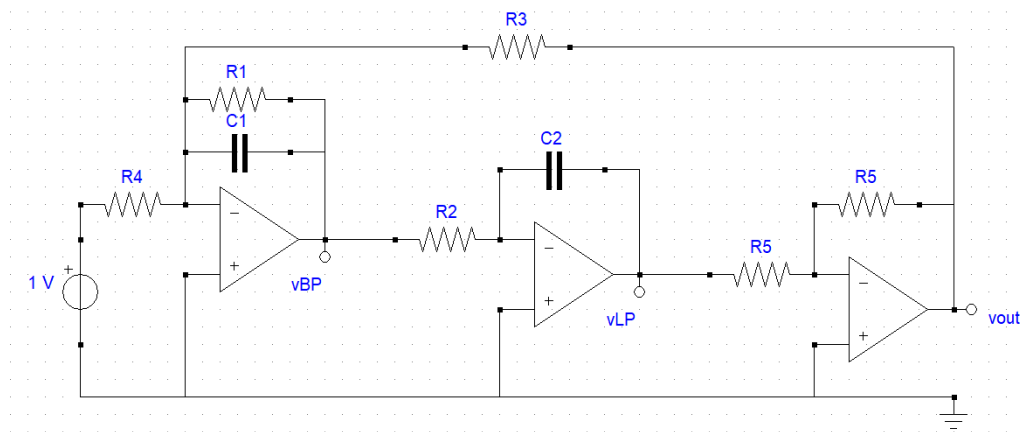 R3
R1
C1
C2
R4
R5
R2
R5
1 V
+
−
+
vBP
−
+
vLP
−
+
vout